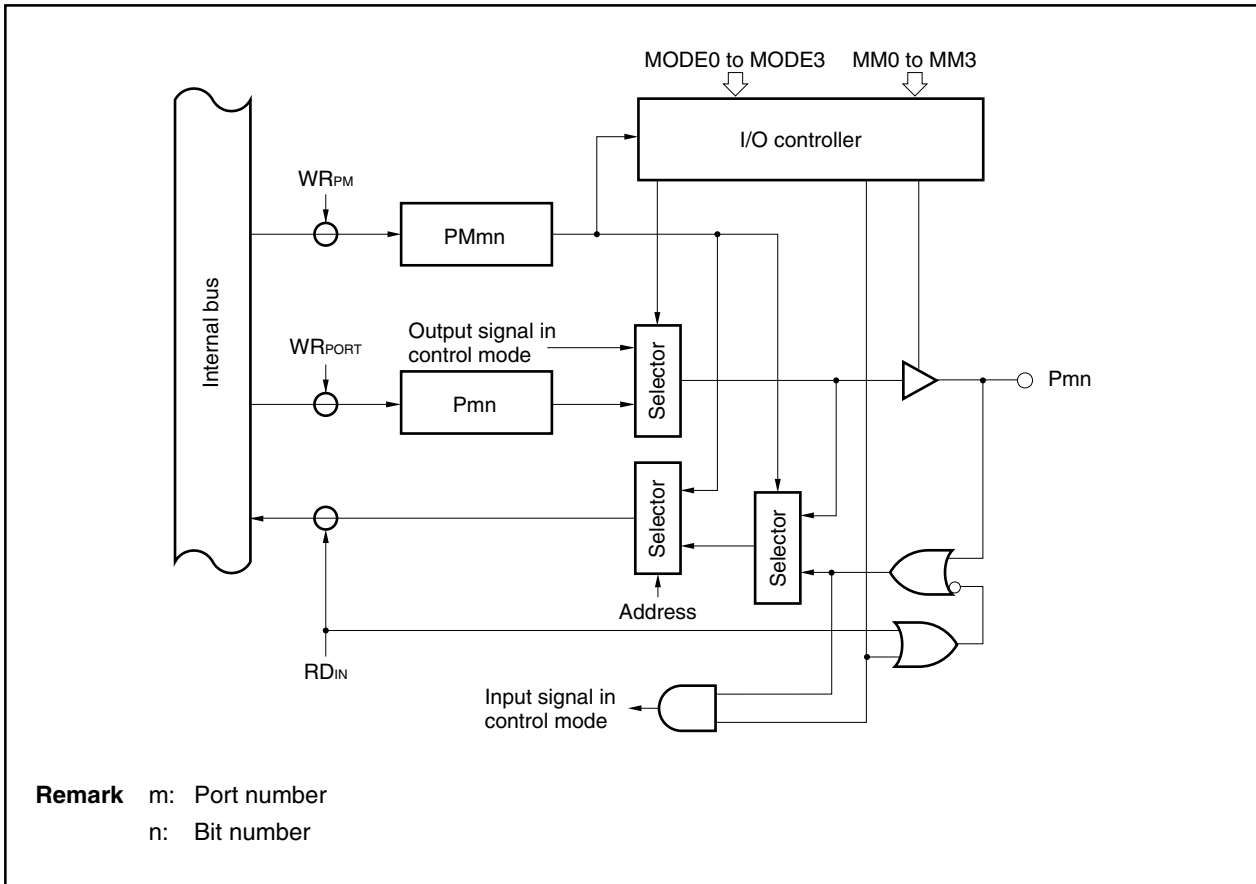 MODE0 to MODE3 MM0 to MM3
I/O controller
WRPM
PMmn
Internal bus
Output signal in
control mode
WRPORT
Pmn
Selector
Pmn
Selector
Selector
Address
RDIN
Input signal in
control mode
Remark m: Port number
n: Bit number